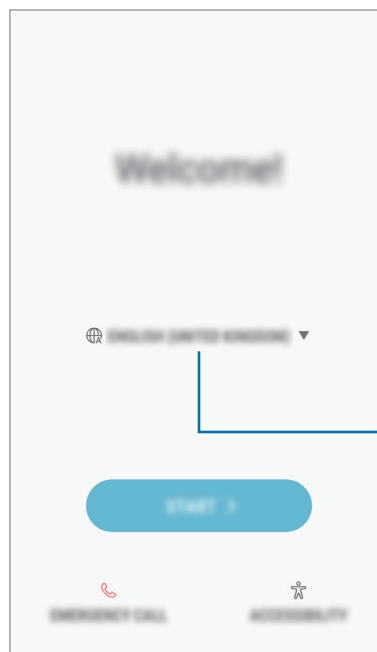 Welcome!
ENGLISH (UNITED KINGDOM)
START
EMERGENCY CALL
ACCESSIBILITY